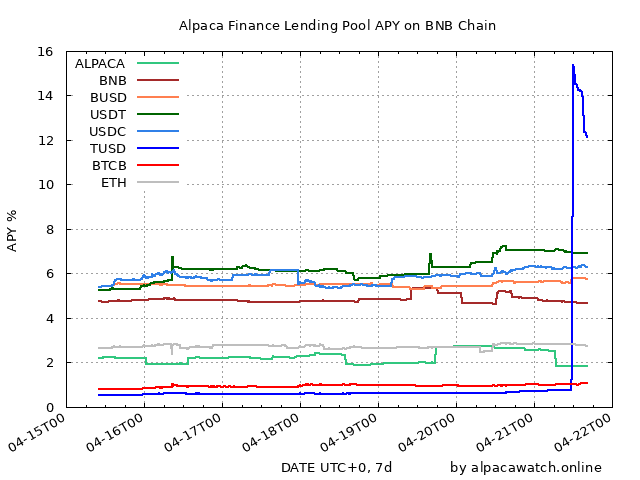 Alpaca Finance Lending Pool APY on BNB Chain
16
14
12
10
8
6
4
2
0
APY %
ALPACA
BNB
BUSD
USDT
USDC
TUSD
BTCB
ETH
04-15T00
04-16T00
04-17T00
04-18T00
04-19T00
04-20T00
04-21T00
04-22T00
DATE UTC+0, 7d
by alpacawatch.online